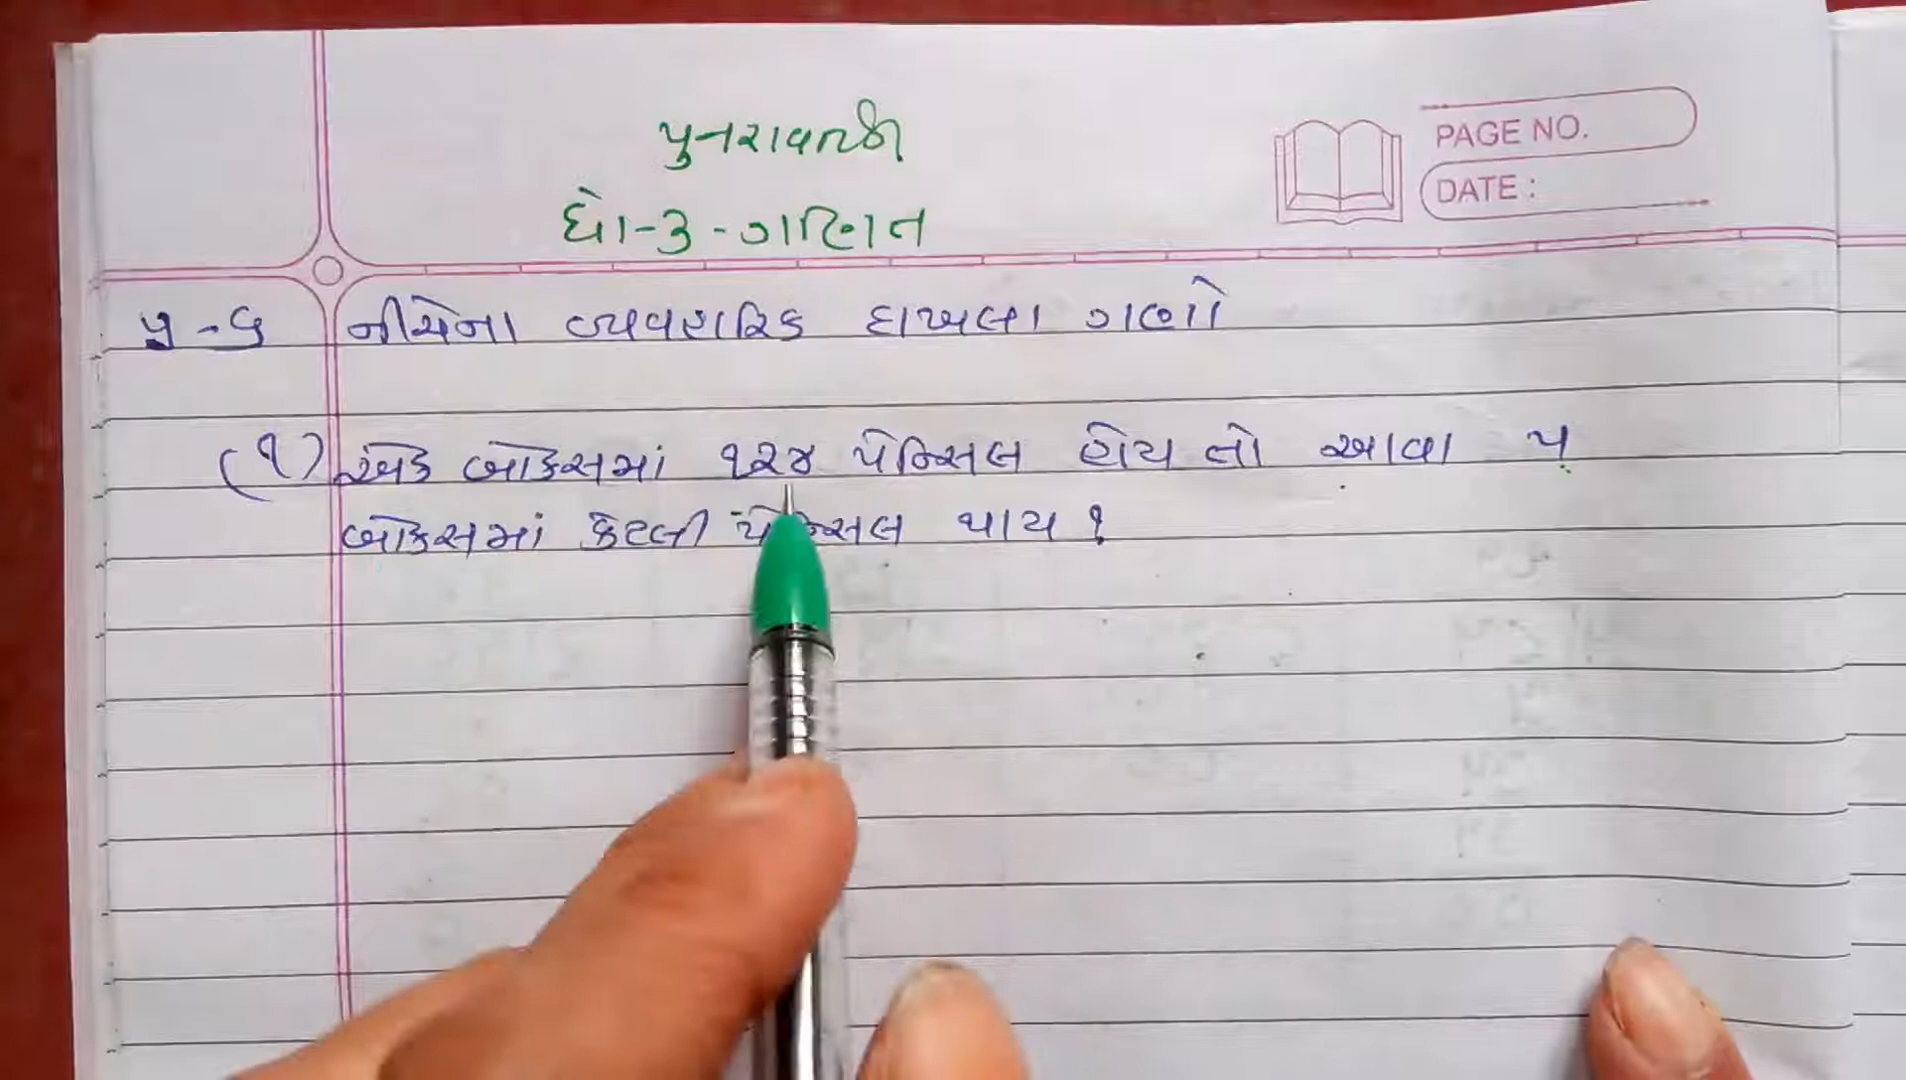 પુનરાવર્તન
ધો-૩-ગણિત
PAGE NO.
DATE :
પ્ર-૬ નીચેના વ્યવહારિક દાખલા ગણો
(૧) એક બોક્સમાં ૧૨૪ પેન્સિલ હોય તો આવા ૫
બોક્સમાં કેટલી પેન્સિલ થાય ?